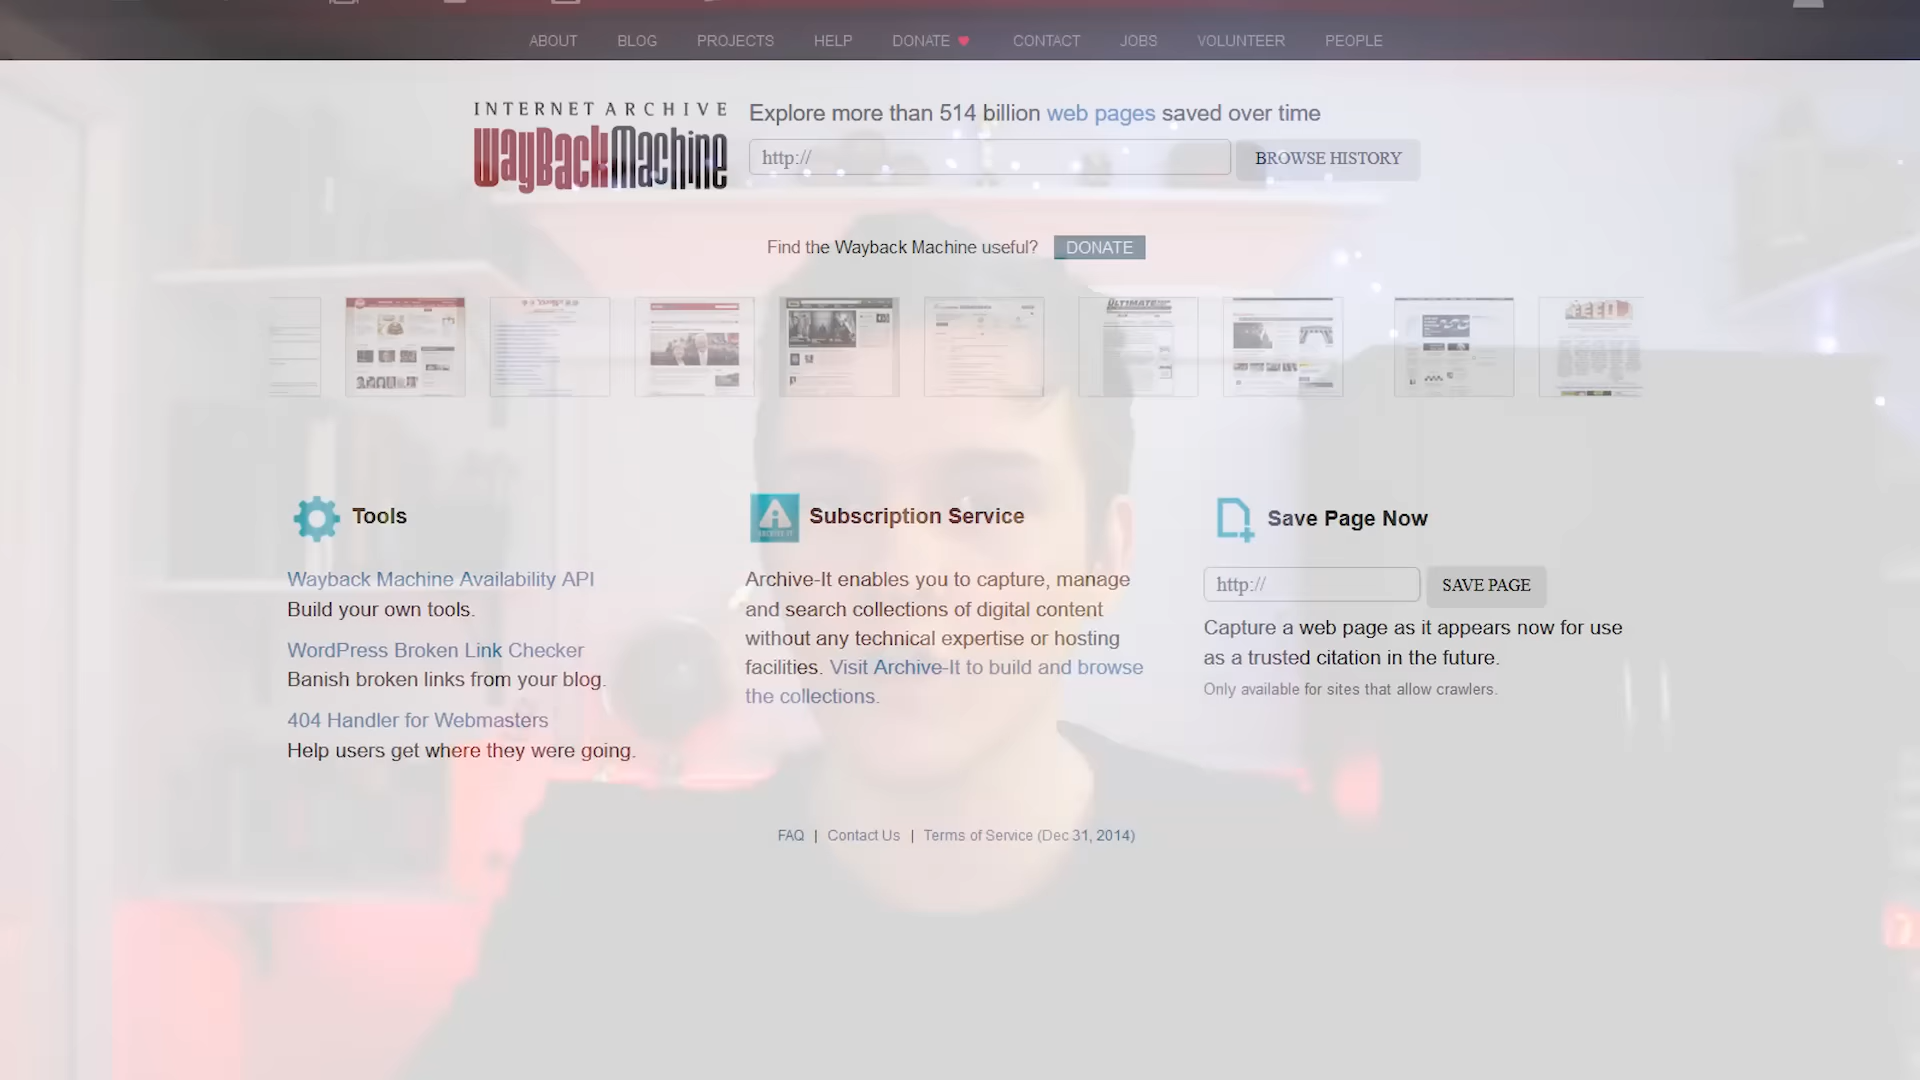 ABOUT BLOG PROJECTS HELP DONATE CONTACT JOBS VOLUNTEER PEOPLE
INTERNET ARCHIVE
WayBackMachine
Explore more than 514 billion web pages saved over time
http://
BROWSE HISTORY
Find the Wayback Machine useful?
DONATE
ULTIMATE
FEED
Tools
Wayback Machine Availability API
Build your own tools.
WordPress Broken Link Checker
Banish broken links from your blog.
404 Handler for Webmasters
Help users get where they were going.
ARCHIVE-IT
Subscription Service
Archive-It enables you to capture, manage
and search collections of digital content
without any technical expertise or hosting
facilities. Visit Archive-It to build and browse
the collections.
Save Page Now
http://
SAVE PAGE
Capture a web page as it appears now for use
as a trusted citation in the future.
Only available for sites that allow crawlers.
FAQ | Contact Us | Terms of Service (Dec 31, 2014)